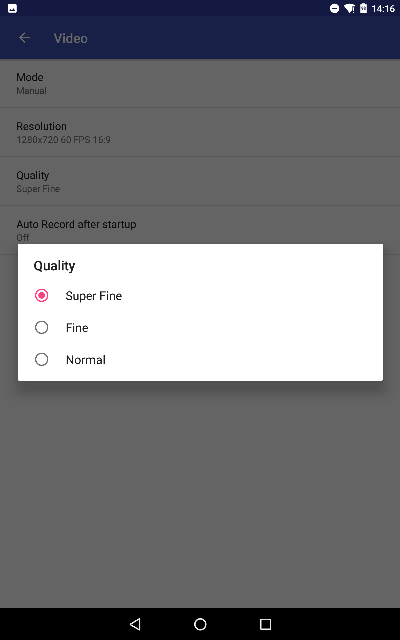 14:16
Video
Mode
Manual
Resolution
1280x720 60 FPS 16:9
Quality
Super Fine
Auto Record after startup
Off
Quality
Super Fine
Fine
Normal